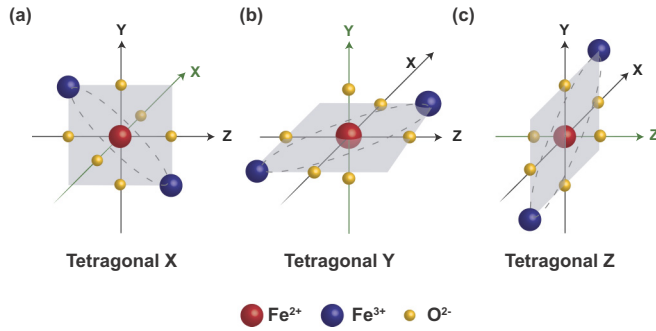 (a)
Y
X
Z
Tetragonal X
(b)
Y
X
Z
Tetragonal Y
(c)
Y
X
Z
Tetragonal Z
Fe²⁺
Fe³⁺
O²⁻